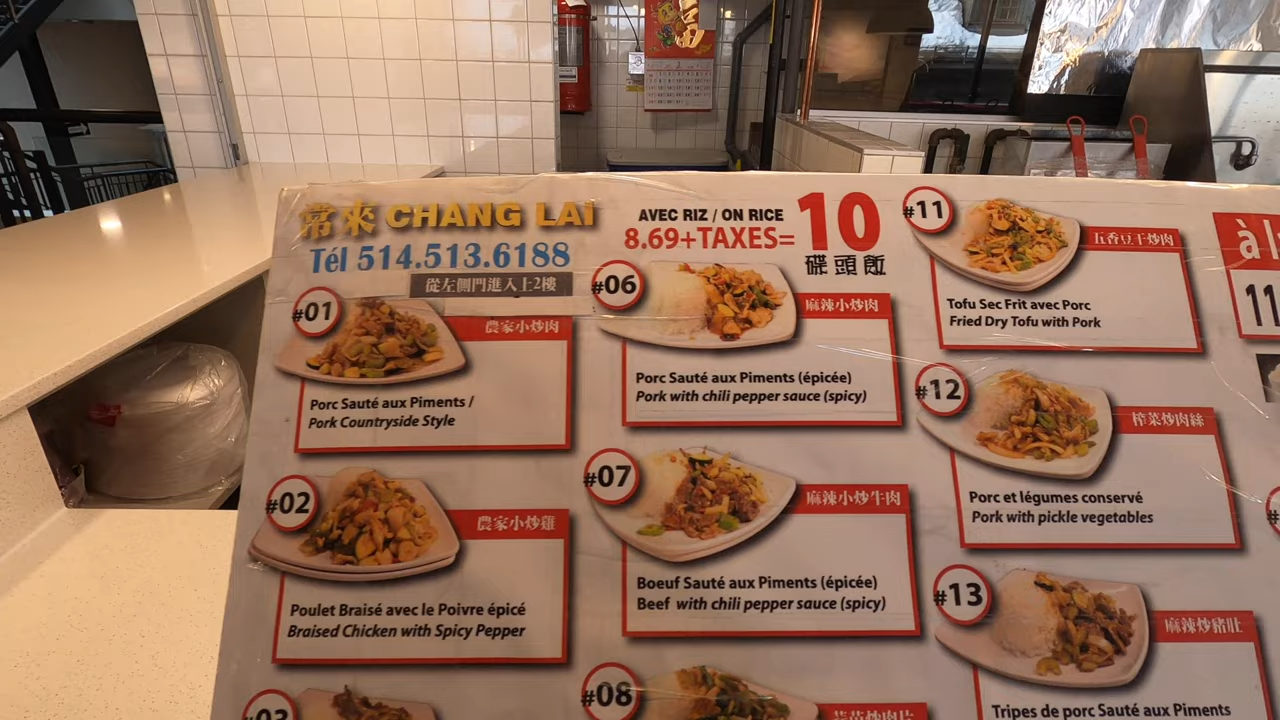 常來 CHANG LAI
Tél 514.513.6188
從左側門進入上2樓
AVEC RIZ / ON RICE
8.69+TAXES=
10
碟頭飯
#01
農家小炒肉
Porc Sauté aux Piments /
Pork Countryside Style
#02
農家小炒雞
Poulet Braisé avec le Poivre épicé
Braised Chicken with Spicy Pepper
#03
#06
麻辣小炒肉
Porc Sauté aux Piments (épicée)
Pork with chili pepper sauce (spicy)
#07
麻辣小炒牛肉
Boeuf Sauté aux Piments (épicée)
Beef with chili pepper sauce (spicy)
#08
#11
五香豆干炒肉
Tofu Sec Frit avec Porc
Fried Dry Tofu with Pork
#12
榨菜炒肉絲
Porc et légumes conservé
Pork with pickle vegetables
#13
麻辣炒豬肚
Tripes de porc Sauté aux Piments
à l
11